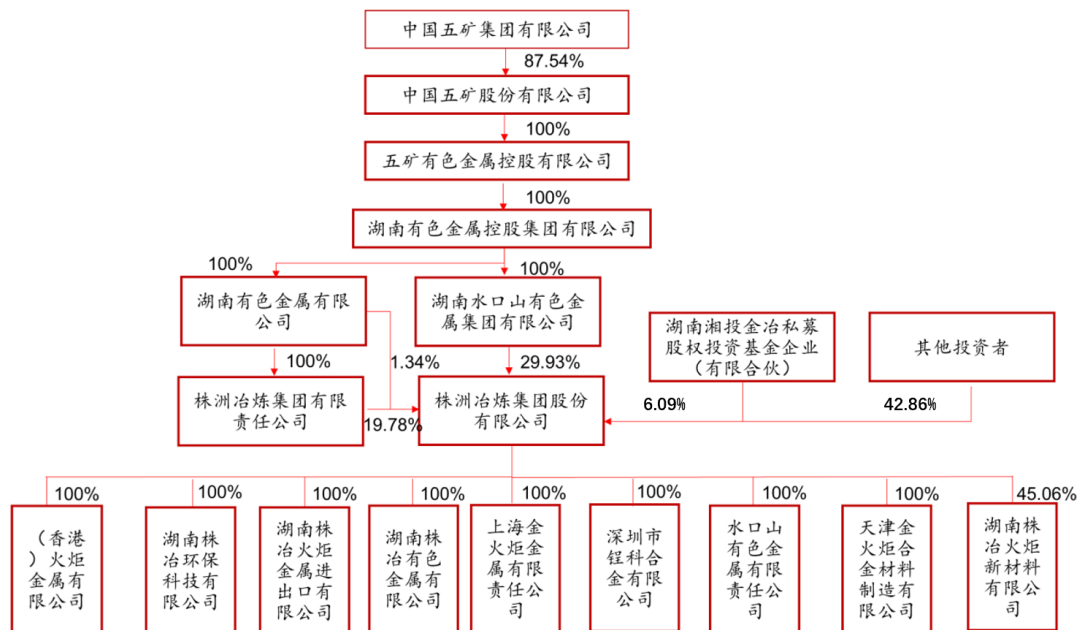 中国五矿集团有限公司
87.54%
中国五矿股份有限公司
100%
五矿有色金属控股有限公司
100%
湖南有色金属控股集团有限公司
100%
100%
湖南有色金属有限
公司
湖南水口山有色金
属集团有限公司
湖南湘投金冶私募
股权投资基金企业
（有限合伙）
其他投资者
100%
1.34%
29.93%
株洲冶炼集团有限
责任公司
19.78%
株洲冶炼集团股份
有限公司
6.09%
42.86%
100%
100%
100%
100%
100%
100%
100%
100%
45.06%
（香港
）火炬
金属有
限公司
湖南株
冶环保
科技有
限公司
湖南株
冶火炬
金属进
出口有
限公司
湖南株
冶有色
金属有
限公司
上海金
火炬金
属有限
责任公
司
深圳市
锃科合
金有限
公司
水口山
有色金
属有限
责任公
司
天津金
火炬合
金材料
制造有
限公司
湖南株
冶火炬
新材料
有限公
司